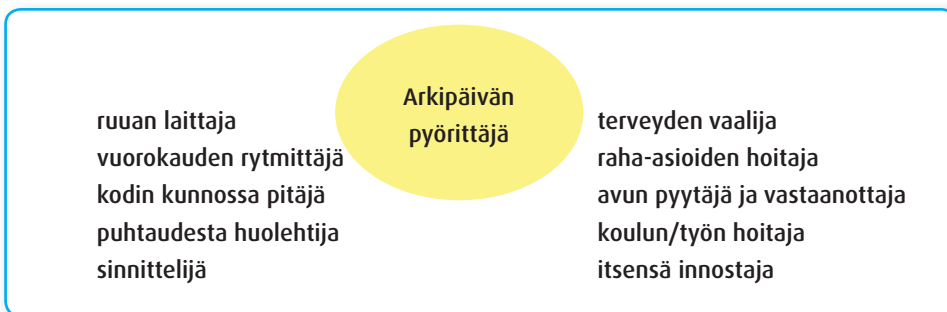 Arkipäivän
pyörittäjä
ruuan laittaja
vuorokauden rytmittäjä
kodin kunnossa pitäjä
puhtaudesta huolehtija
sinnittelijä
terveyden vaalija
raha-asioiden hoitaja
avun pyytäjä ja vastaanottaja
koulun/työn hoitaja
itsensä innostaja